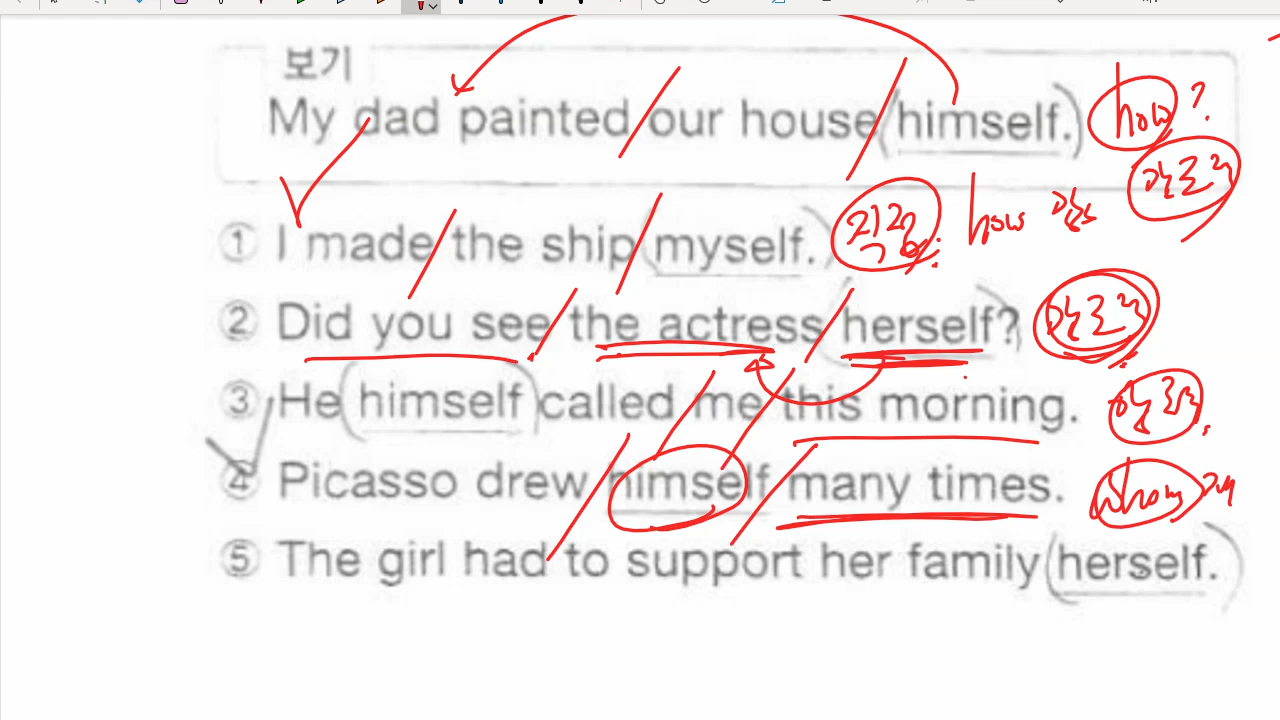 보기
My dad painted our house himself. how?
① I made the ship myself. how
② Did you see the actress herself?
③ He himself called me this morning.
④ Picasso drew himself many times. whom
⑤ The girl had to support her family herself.